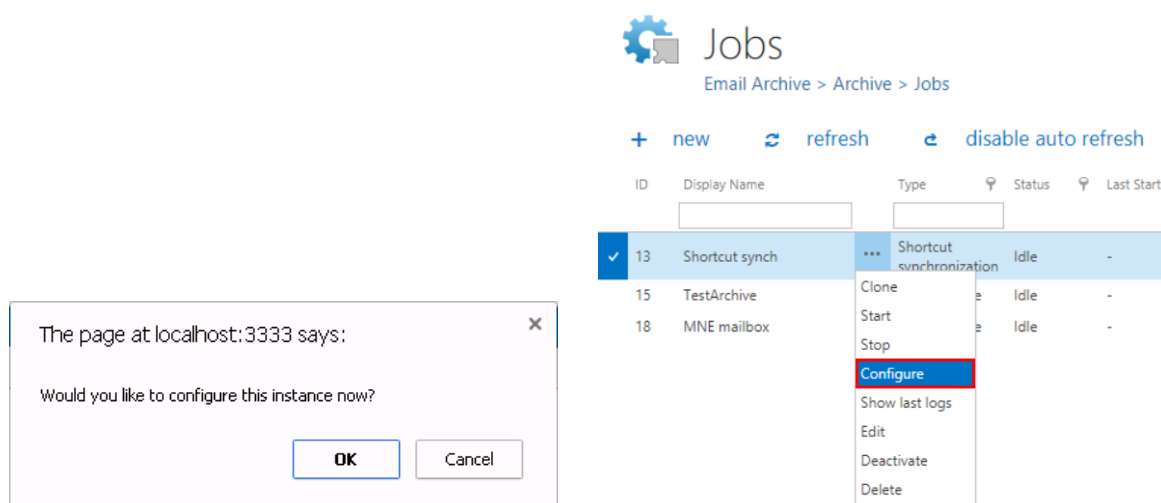 The page at localhost:3333 says:
Would you like to configure this instance now?
OK Cancel
Jobs
Email Archive > Archive > Jobs
new refresh disable auto refresh
ID Display Name Type Status Last Start
13 Shortcut synch ... Shortcut synchronization Idle -
15 TestArchive e Idle -
18 MNE mailbox e Idle -
Clone
Start
Stop
Configure
Show last logs
Edit
Deactivate
Delete